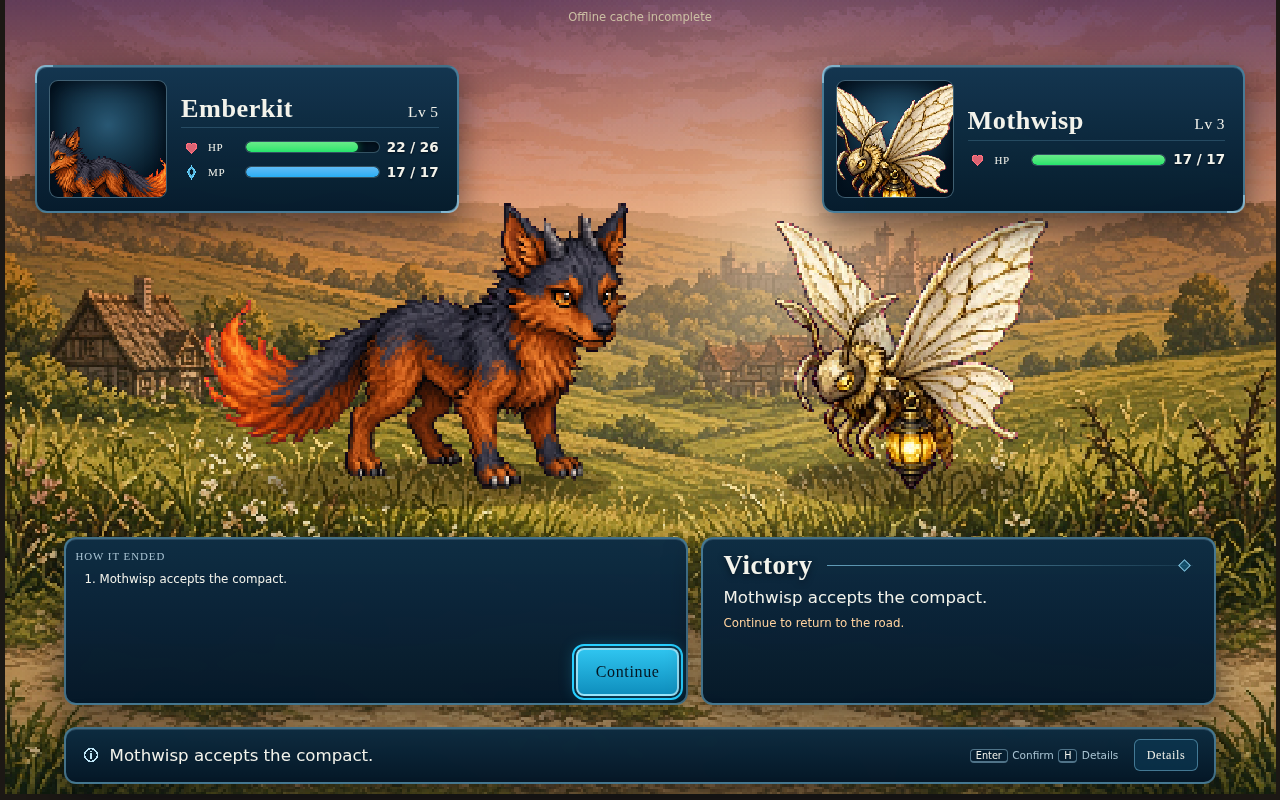 Offline cache incomplete
Emberkit Lv 5
HP 22 / 26
MP 17 / 17
Mothwisp Lv 3
HP 17 / 17
HOW IT ENDED
1. Mothwisp accepts the compact.
Continue
Victory
Mothwisp accepts the compact.
Continue to return to the road.
Mothwisp accepts the compact.
Enter Confirm H Details
Details